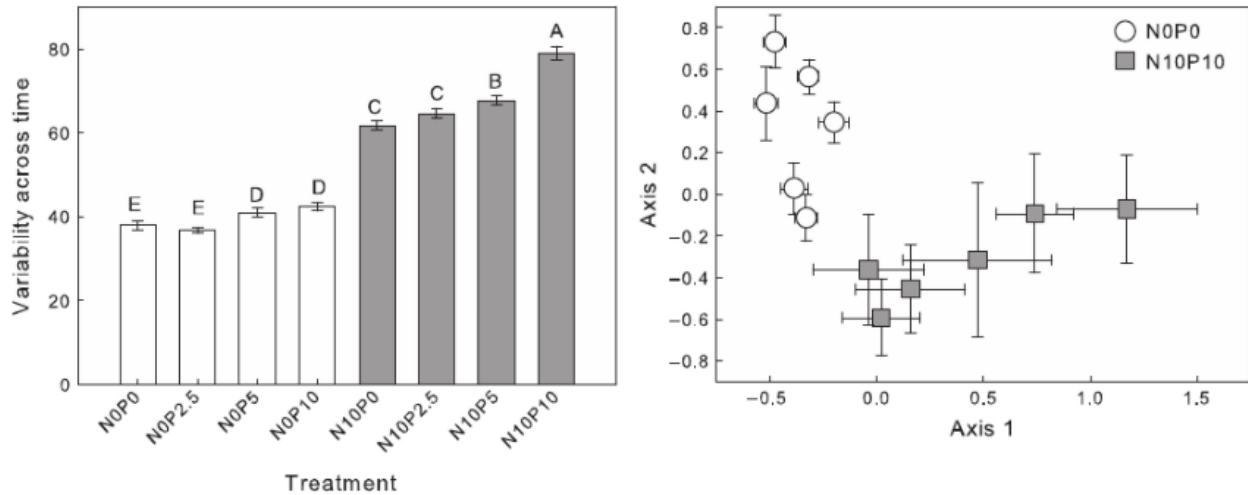 Variability across time
80
60
40
20
0
E
E
D
D
C
C
B
A
N0P0
N0P2.5
N0P5
N0P10
N10P0
N10P2.5
N10P5
N10P10
Treatment
Axis 2
0.8
0.6
0.4
0.2
0.0
−0.2
−0.4
−0.6
−0.8
N0P0
N10P10
−0.5
0.0
0.5
1.0
1.5
Axis 1